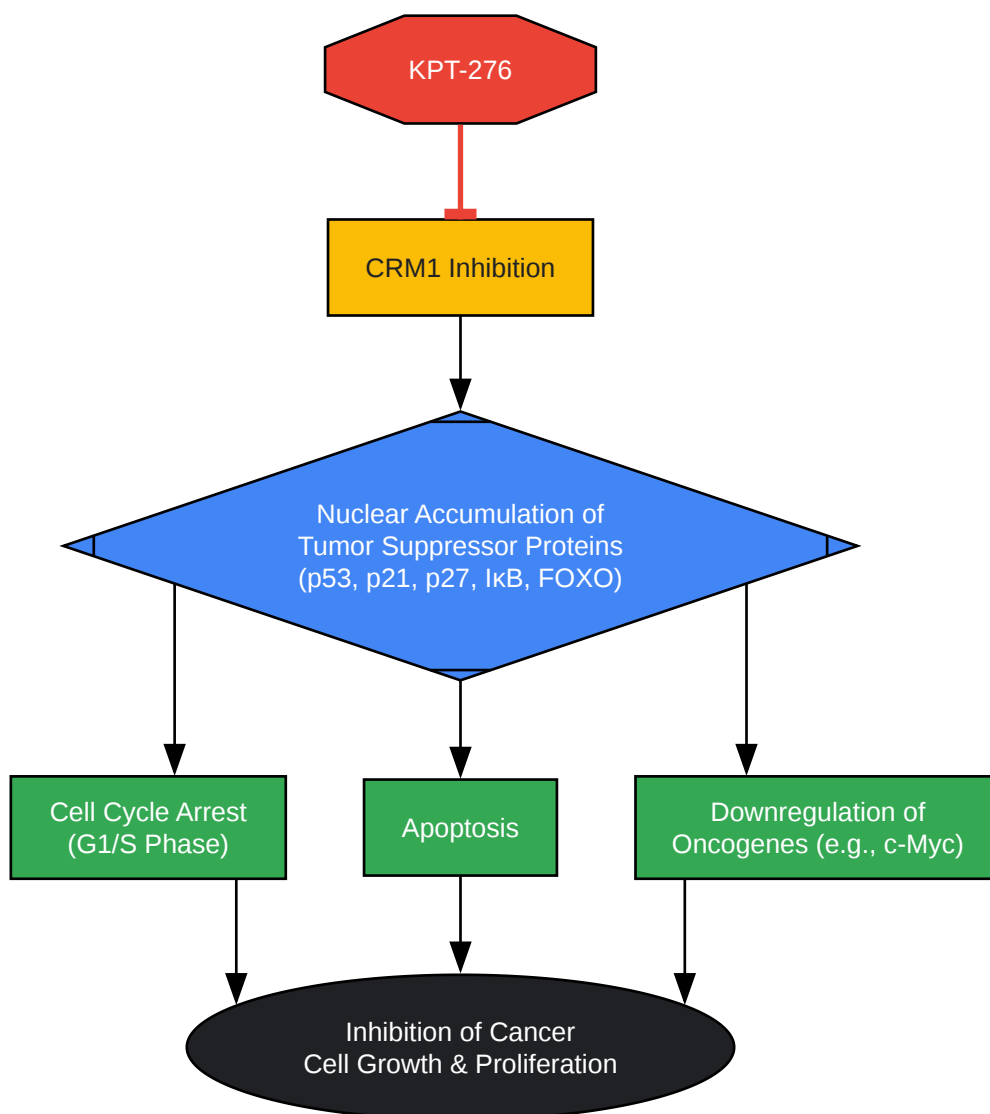 KPT-276
CRM1 Inhibition
Nuclear Accumulation of
Tumor Suppressor Proteins
(p53, p21, p27, IκB, FOXO)
Cell Cycle Arrest
(G1/S Phase)
Apoptosis
Downregulation of
Oncogenes (e.g., c-Myc)
Inhibition of Cancer
Cell Growth & Proliferation